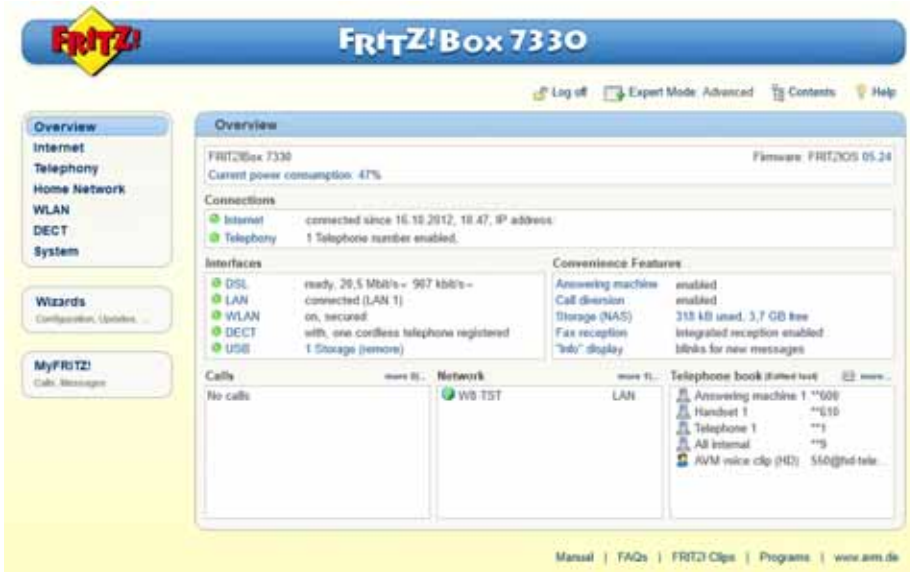 FRITZ!
FRITZ!Box 7330
Log off Expert Mode: Advanced Contents Help
Overview
Internet
Telephony
Home Network
WLAN
DECT
System
Wizards
Configuration, Updates, ...
MyFRITZ!
Calls, Messages
Overview
FRITZ!Box 7330 Firmware FRITZ!OS 05.24
Current power consumption: 47%
Connections
Internet connected since 16.10.2012, 18.47, IP address:
Telephony 1 Telephone number enabled,
Interfaces
DSL ready, 20,5 Mbit/s~ 907 kbit/s~
LAN connected (LAN 1)
WLAN on, secured
DECT with, one cordless telephone registered
USB 1 Storage (remove)
Convenience Features
Answering machine enabled
Call diversion enabled
Storage (NAS) 318 kB used, 3,7 GB free
Fax reception Integrated reception enabled
"Info" display blinks for new messages
Calls
No calls
Network
WB TST LAN
Telephone book more...
Answering machine 1 **600
Handset 1 **610
Telephone 1 **1
All internal **9
AVM voice clip (HD) 550@hd-tele...
Manual | FAQs | FRITZ! Clips | Programs | www.avm.de